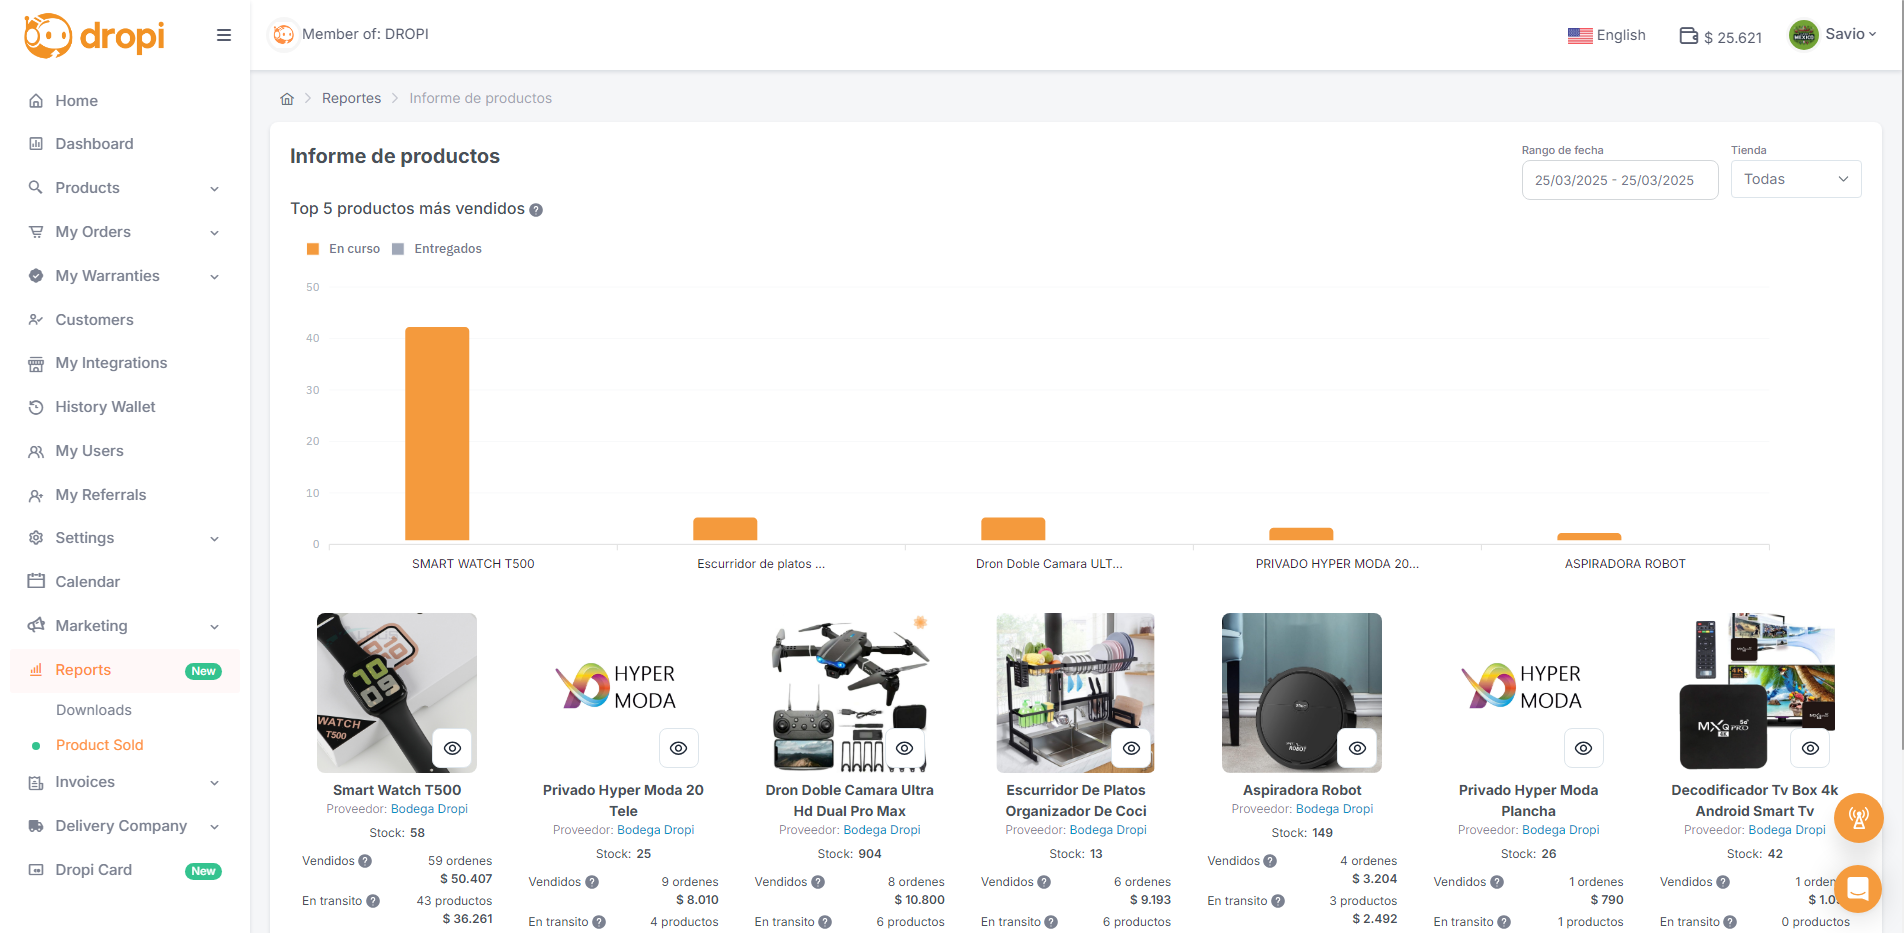 dropi
Member of: DROPI
English
$ 25.621
Savio
Home
Dashboard
Products
My Orders
My Warranties
Customers
My Integrations
History Wallet
My Users
My Referrals
Settings
Calendar
Marketing
Reports
New
Downloads
Product Sold
Invoices
Delivery Company
Dropi Card
New
Reportes
Informe de productos
Informe de productos
Rango de fecha
25/03/2025 - 25/03/2025
Tienda
Todas
Top 5 productos más vendidos
En curso
Entregados
50
40
30
20
10
0
SMART WATCH T500
Escurridor de platos ...
Dron Doble Camara ULT...
PRIVADO HYPER MODA 20...
ASPIRADORA ROBOT
WATCH
T500
Smart Watch T500
Proveedor: Bodega Dropi
Stock: 58
Vendidos
59 ordenes
$ 50.407
En transito
43 productos
$ 36.261
HYPER
MODA
Privado Hyper Moda 20
Tele
Proveedor: Bodega Dropi
Stock: 25
Vendidos
9 ordenes
$ 8.010
En transito
4 productos
Dron Doble Camara Ultra
Hd Dual Pro Max
Proveedor: Bodega Dropi
Stock: 904
Vendidos
8 ordenes
$ 10.800
En transito
6 productos
Escurridor De Platos
Organizador De Coci
Proveedor: Bodega Dropi
Stock: 13
Vendidos
6 ordenes
$ 9.193
En transito
6 productos
ROBOT
Aspiradora Robot
Proveedor: Bodega Dropi
Stock: 149
Vendidos
4 ordenes
$ 3.204
En transito
3 productos
$ 2.492
HYPER
MODA
Privado Hyper Moda
Plancha
Proveedor: Bodega Dropi
Stock: 26
Vendidos
1 ordenes
$ 790
En transito
1 productos
MXQ PRO
4K
Decodificador Tv Box 4k
Android Smart Tv
Proveedor: Bodega Dropi
Stock: 42
Vendidos
1 orden
En transito
0 productos